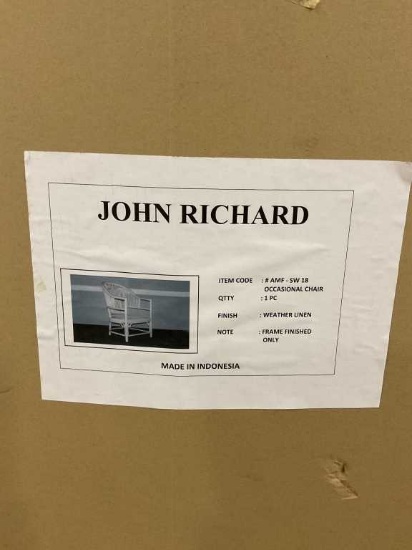 JOHN RICHARD
ITEM CODE : # AMF - SW 18
OCCASIONAL CHAIR
QTTY : 1 PC
FINISH : WEATHER LINEN
NOTE : FRAME FINISHED
ONLY
MADE IN INDONESIA